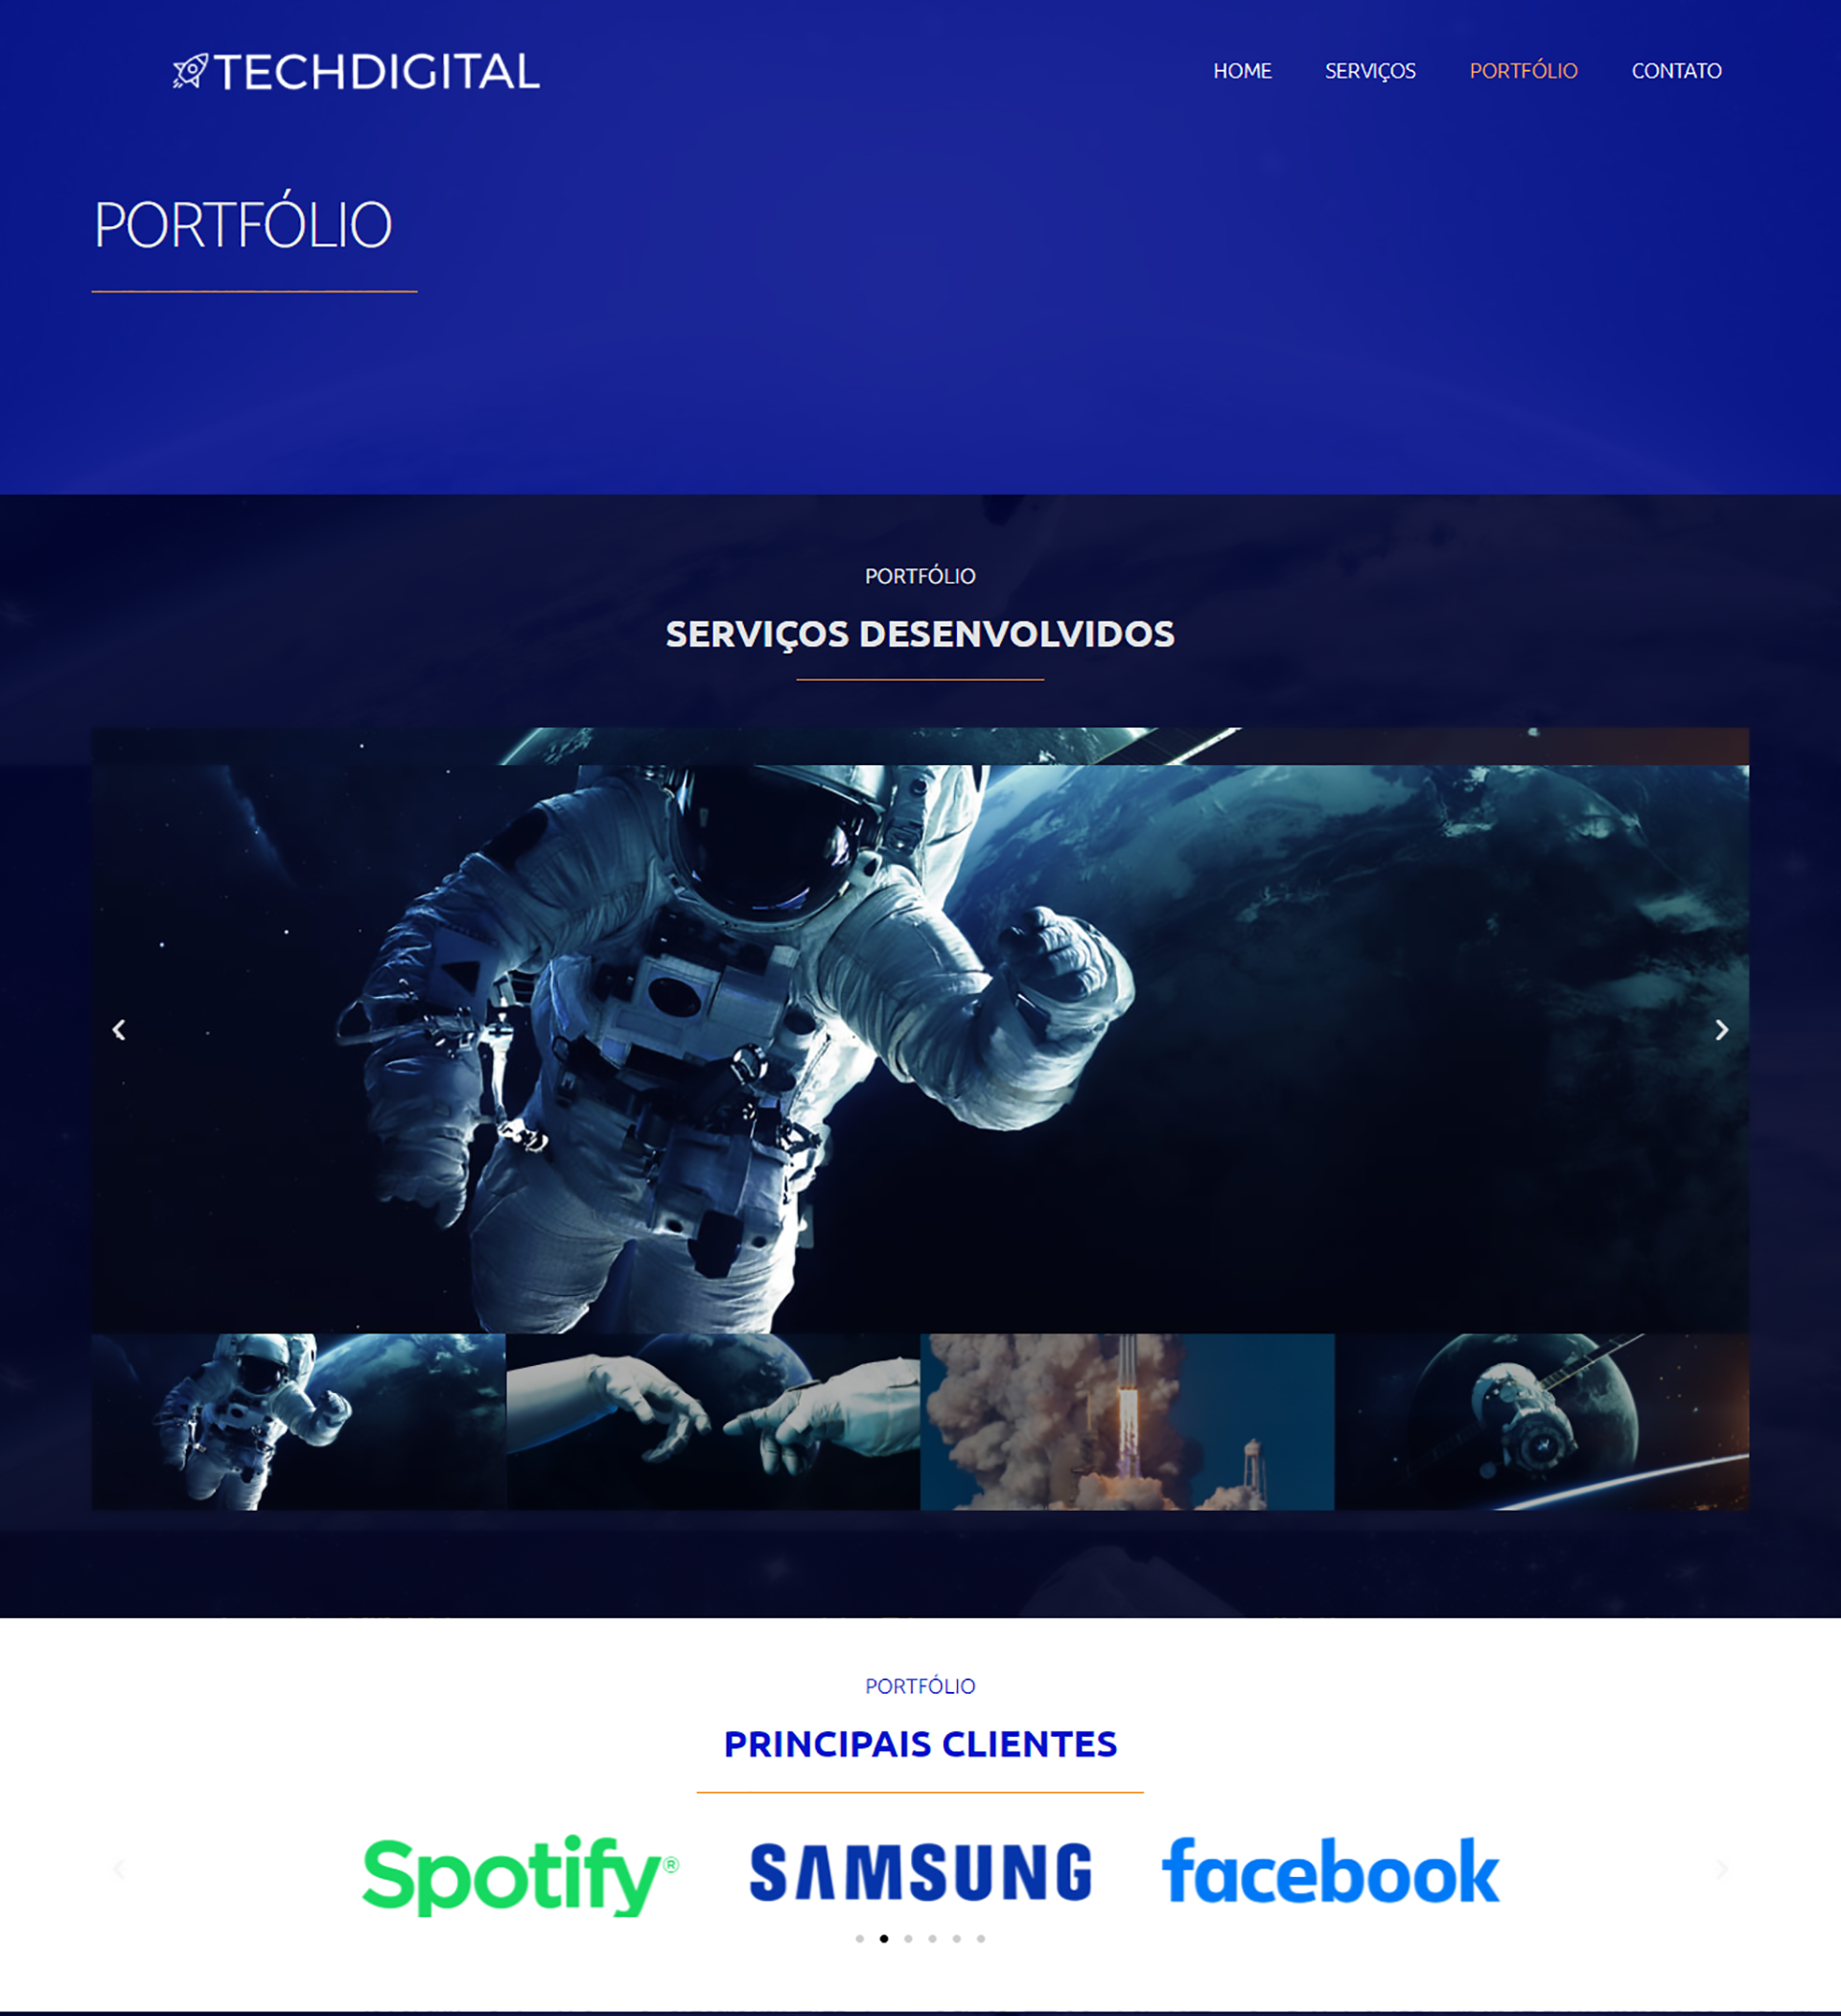 TECHDIGITAL
HOME SERVIÇOS PORTFÓLIO CONTATO
PORTFÓLIO
PORTFÓLIO
SERVIÇOS DESENVOLVIDOS
PORTFÓLIO
PRINCIPAIS CLIENTES
Spotify® SAMSUNG facebook